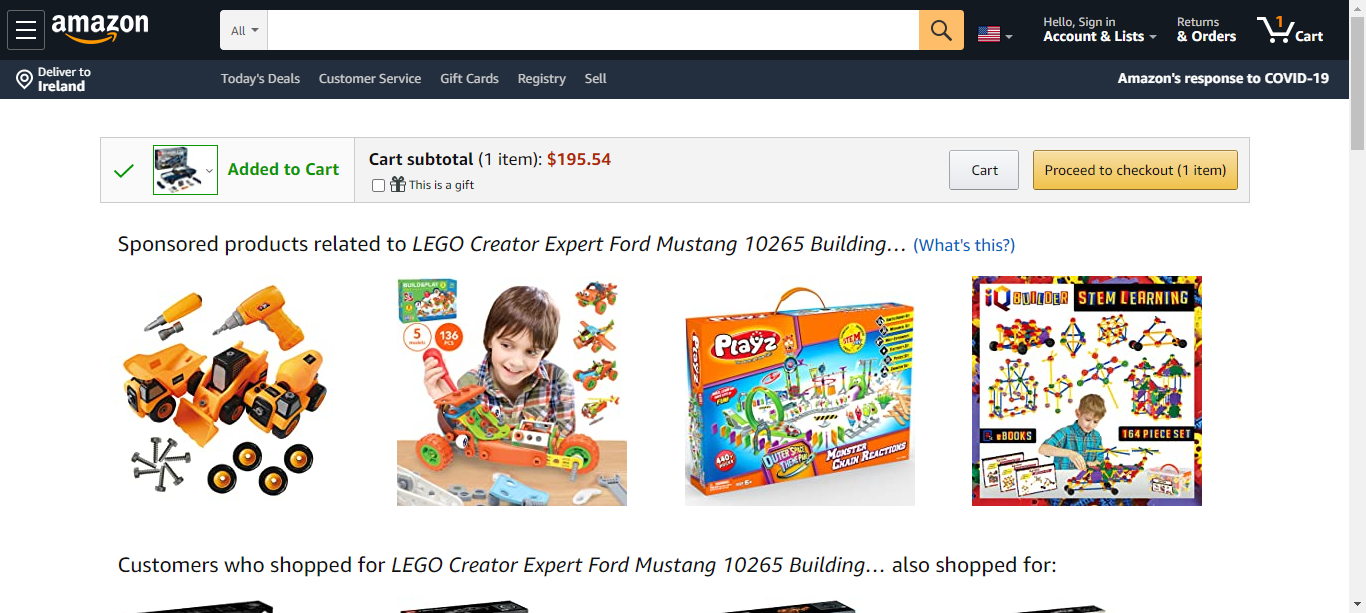 amazon
All
Hello, Sign in
Account & Lists
Returns
& Orders
1
Cart
Deliver to
Ireland
Today's Deals
Customer Service
Gift Cards
Registry
Sell
Amazon's response to COVID-19
Added to Cart
Cart subtotal (1 item): $195.54
This is a gift
Cart
Proceed to checkout (1 item)
Sponsored products related to LEGO Creator Expert Ford Mustang 10265 Building… (What's this?)
BUILD&PLAY
5
models
136
PCS
Playz
Playz
STEM
OUTER SPACE
THEME PARK
MONSTER
CHAIN REACTIONS
440+
iQ BUILDER
STEM LEARNING
eBOOKS
164 PIECE SET
Customers who shopped for LEGO Creator Expert Ford Mustang 10265 Building… also shopped for: